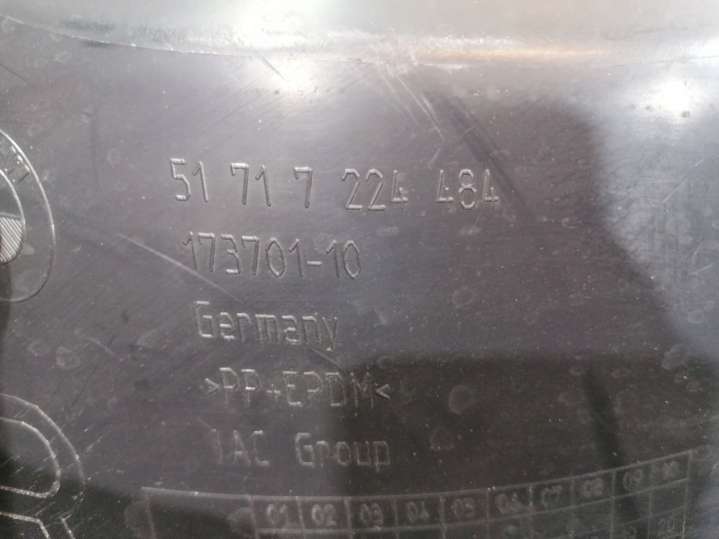 51 71 7 224 484
173701-10
Germany
>PP+EPDM<
IAC Group
01 02 03 04 05 06 07 08 09 10